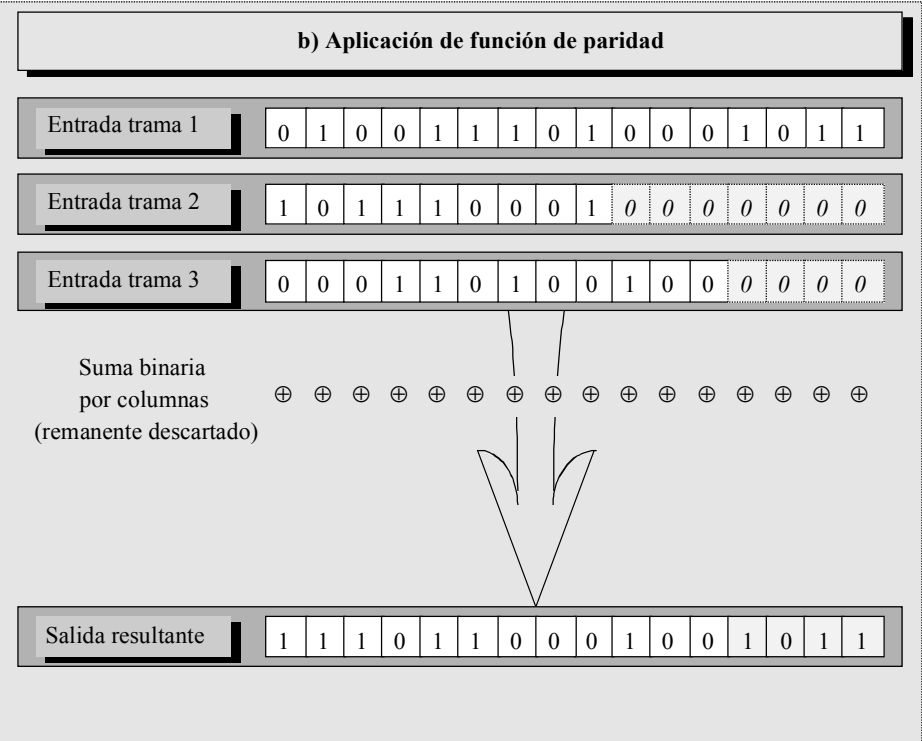 b) Aplicación de función de paridad
Entrada trama 1 0 1 0 0 1 1 1 0 1 0 0 0 1 0 1 1
Entrada trama 2 1 0 1 1 1 0 0 0 1 0 0 0 0 0 0 0
Entrada trama 3 0 0 0 1 1 0 1 0 0 1 0 0 0 0 0 0
Suma binaria
por columnas ⊕ ⊕ ⊕ ⊕ ⊕ ⊕ ⊕ ⊕ ⊕ ⊕ ⊕ ⊕ ⊕ ⊕ ⊕ ⊕
(remanente descartado)
Salida resultante 1 1 1 0 1 1 0 0 0 1 0 0 1 0 1 1